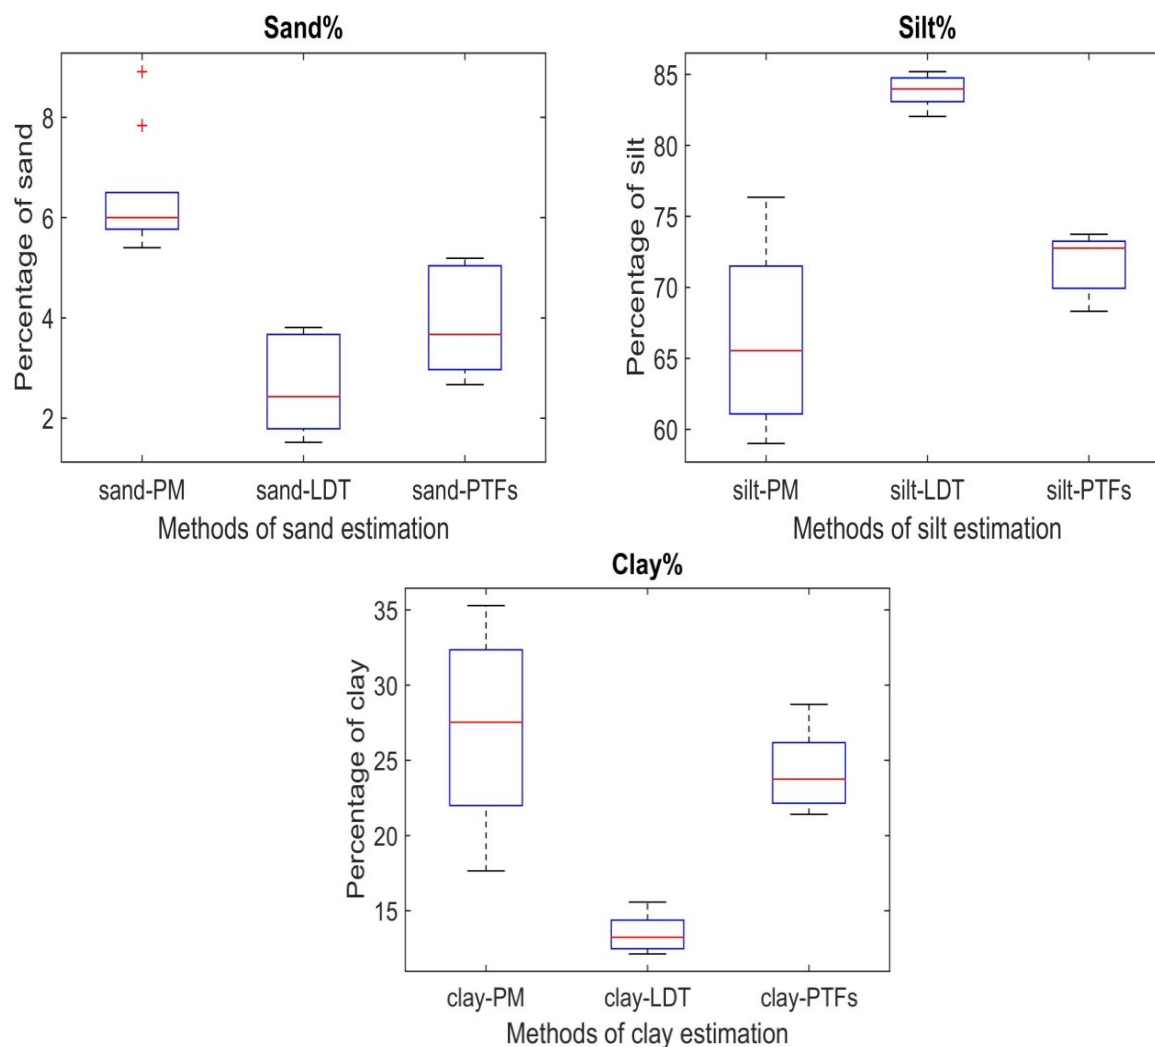 Sand%
Percentage of sand
8
6
4
2
sand-PM sand-LDT sand-PTFs
Methods of sand estimation
Silt%
Percentage of silt
85
80
75
70
65
60
silt-PM silt-LDT silt-PTFs
Methods of silt estimation
Clay%
Percentage of clay
35
30
25
20
15
clay-PM clay-LDT clay-PTFs
Methods of clay estimation